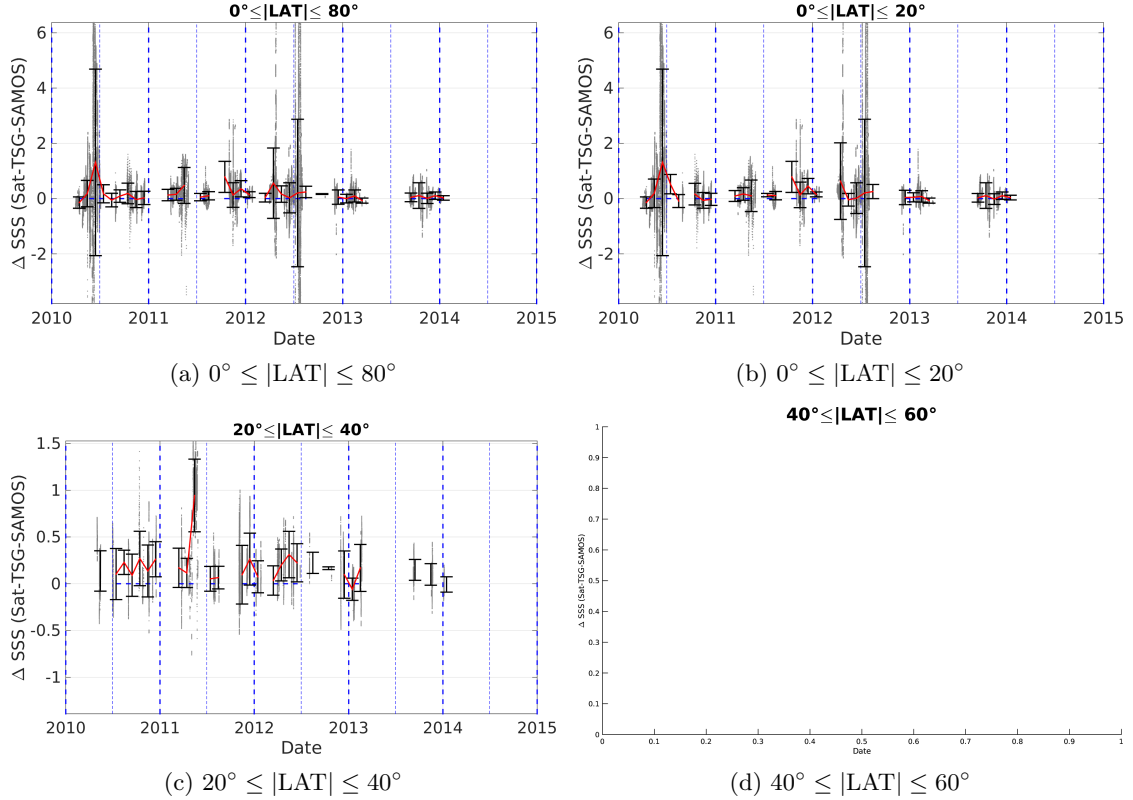 0°≤|LAT|≤ 80°
6
4
2
0
-2
Δ SSS (Sat-TSG-SAMOS)
2010 2011 2012 2013 2014 2015
Date
(a) 0° ≤ |LAT| ≤ 80°
0°≤|LAT|≤ 20°
6
4
2
0
-2
Δ SSS (Sat-TSG-SAMOS)
2010 2011 2012 2013 2014 2015
Date
(b) 0° ≤ |LAT| ≤ 20°
20°≤|LAT|≤ 40°
1.5
1
0.5
0
-0.5
-1
Δ SSS (Sat-TSG-SAMOS)
2010 2011 2012 2013 2014 2015
Date
(c) 20° ≤ |LAT| ≤ 40°
40°≤|LAT|≤ 60°
1
0.9
0.8
0.7
0.6
0.5
0.4
0.3
0.2
0.1
0
Δ SSS (Sat-TSG-SAMOS)
0 0.1 0.2 0.3 0.4 0.5 0.6 0.7 0.8 0.9 1
Date
(d) 40° ≤ |LAT| ≤ 60°